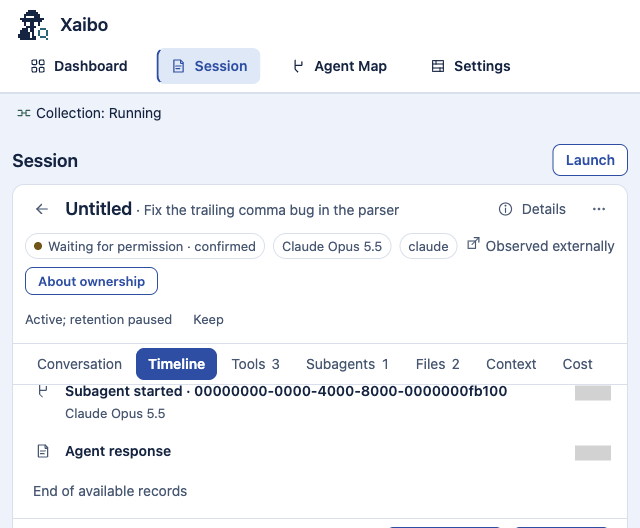 Xaibo
Dashboard Session Agent Map Settings
Collection: Running
Session Launch
Untitled · Fix the trailing comma bug in the parser Details ...
Waiting for permission · confirmed Claude Opus 5.5 claude Observed externally
About ownership
Active; retention paused Keep
Conversation Timeline Tools 3 Subagents 1 Files 2 Context Cost
Subagent started · 00000000-0000-4000-8000-0000000fb100
Claude Opus 5.5
Agent response
End of available records